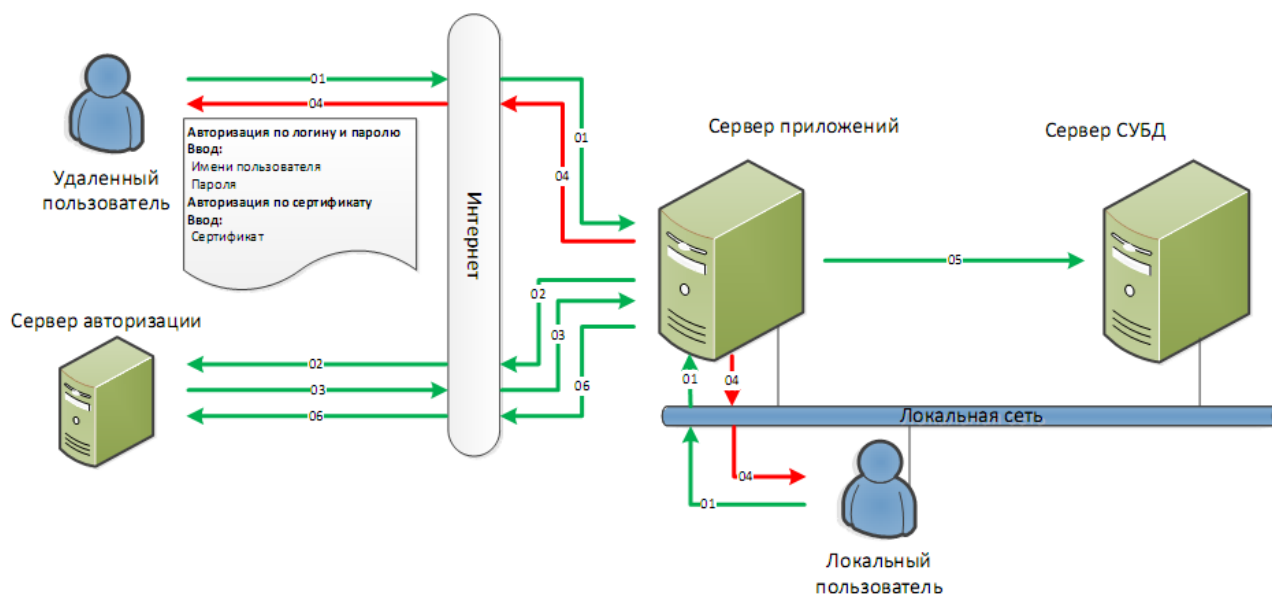 01
04
Удаленный
пользователь
Авторизация по логину и паролю
Ввод:
Имени пользователя
Пароля
Авторизация по сертификату
Ввод:
Сертификат
Интернет
01
04
Сервер приложений
Сервер СУБД
05
Сервер авторизации
02
03
06
02
03
06
01
04
Локальная сеть
04
01
Локальный
пользователь